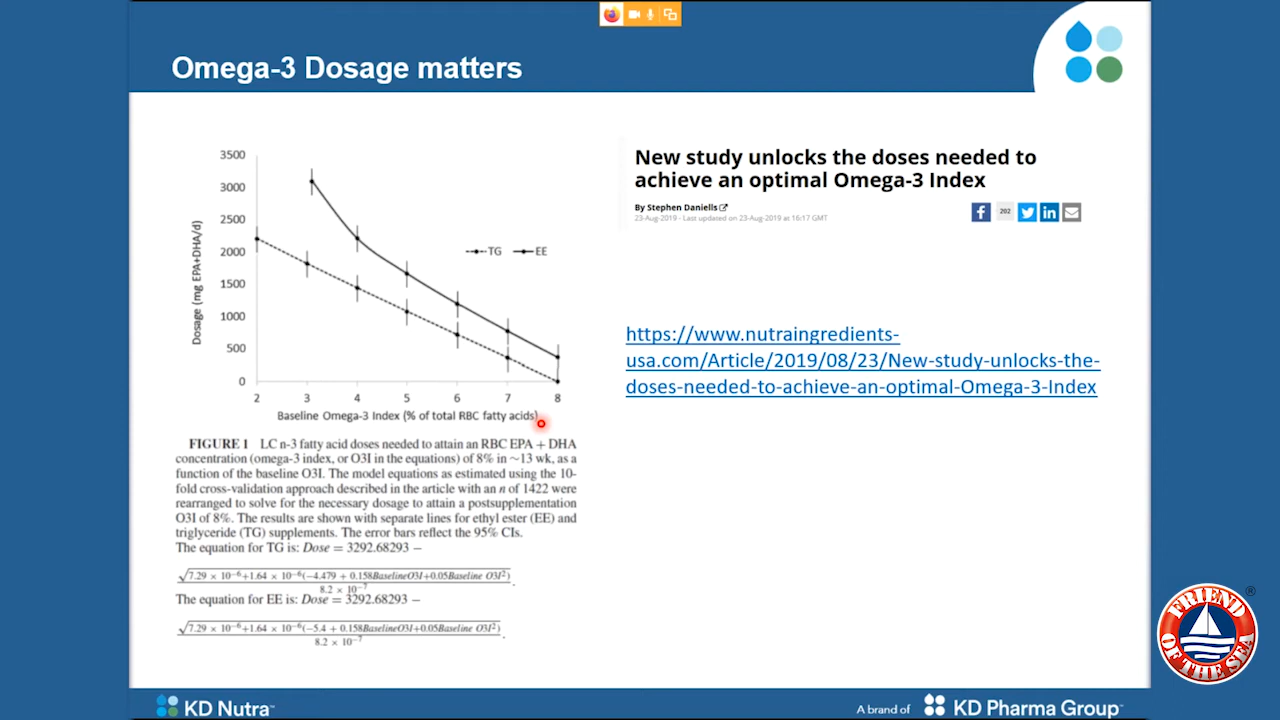 Omega-3 Dosage matters
3500
3000
2500
2000
1500
1000
500
0
Dosage (mg EPA+DHA/d)
TG
EE
2 3 4 5 6 7 8
Baseline Omega-3 Index (% of total RBC fatty acids)
FIGURE 1 LC n-3 fatty acid doses needed to attain an RBC EPA + DHA
concentration (omega-3 index, or O3I in the equations) of 8% in ~13 wk, as a
function of the baseline O3I. The model equations as estimated using the 10-
fold cross-validation approach described in the article with an n of 1422 were
rearranged to solve for the necessary dosage to attain a postsupplementation
O3I of 8%. The results are shown with separate lines for ethyl ester (EE) and
triglyceride (TG) supplements. The error bars reflect the 95% CIs.
The equation for TG is: Dose = 3292.68293 −
√7.29 × 10⁻⁶+1.64 × 10⁻⁶(−4.479 + 0.158BaselineO3I+0.05Baseline O3I²)
8.2 × 10⁻⁷
.
The equation for EE is: Dose = 3292.68293 −
√7.29 × 10⁻⁶+1.64 × 10⁻⁶(−5.4 + 0.158BaselineO3I+0.05Baseline O3I²)
8.2 × 10⁻⁷
.
New study unlocks the doses needed to
achieve an optimal Omega-3 Index
By Stephen Daniells
23-Aug-2019 - Last updated on 23-Aug-2019 at 16:17 GMT
f
202
in
https://www.nutraingredients-
usa.com/Article/2019/08/23/New-study-unlocks-the-
doses-needed-to-achieve-an-optimal-Omega-3-Index
FRIEND
OF THE SEA
®
KD Nutra™
A brand of KD Pharma Group™